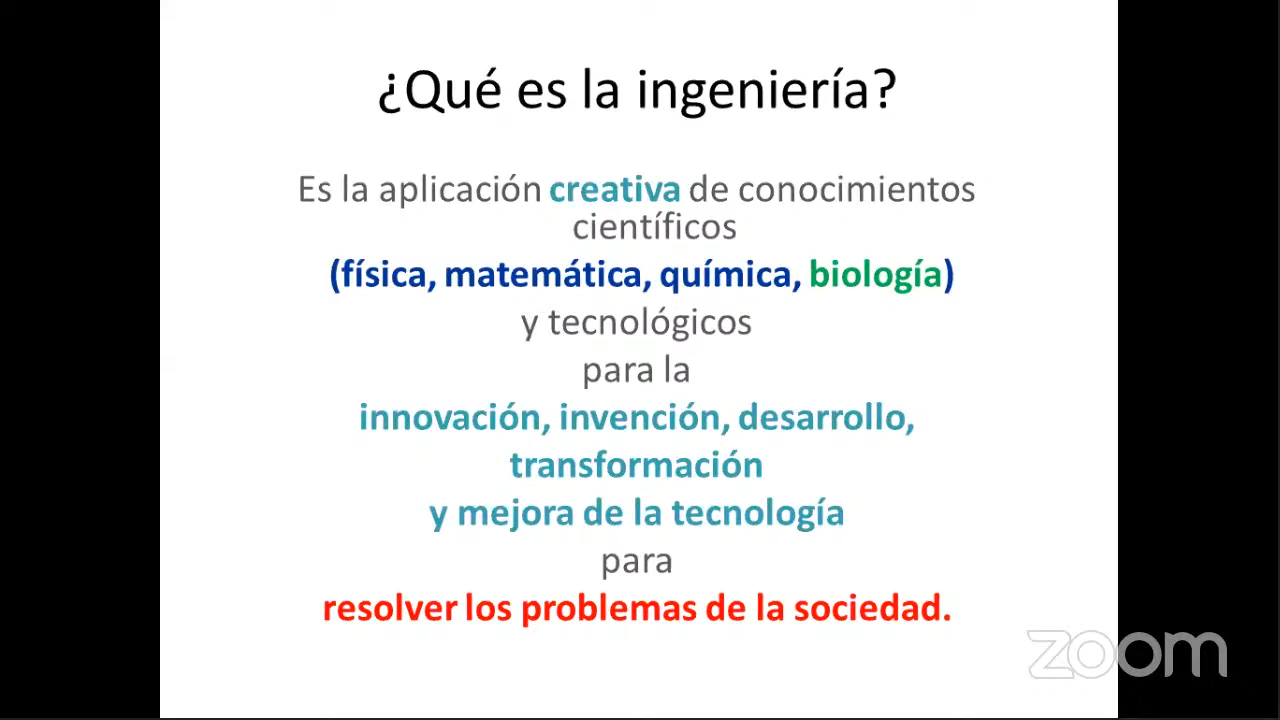 ¿Qué es la ingeniería?
Es la aplicación creativa de conocimientos
científicos
(física, matemática, química, biología)
y tecnológicos
para la
innovación, invención, desarrollo,
transformación
y mejora de la tecnología
para
resolver los problemas de la sociedad.
zoom